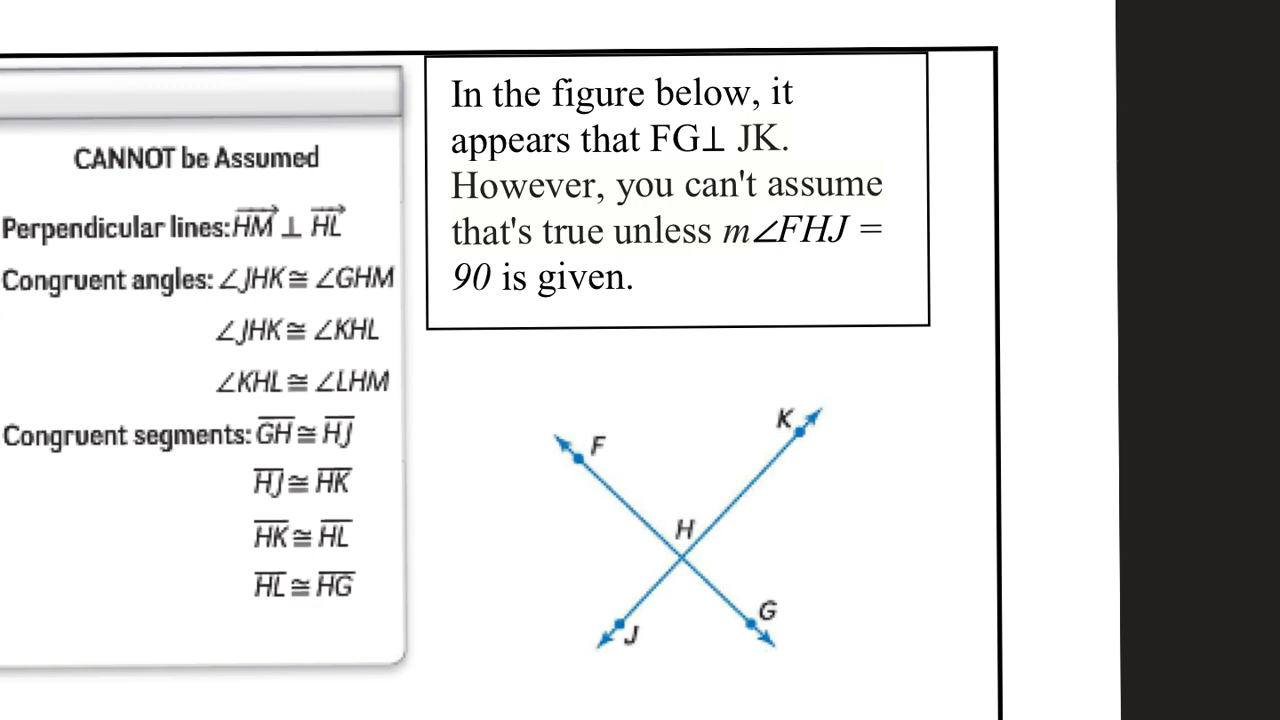 CANNOT be Assumed
Perpendicular lines: HM ⊥ HL
Congruent angles: ∠JHK ≅ ∠GHM
∠JHK ≅ ∠KHL
∠KHL ≅ ∠LHM
Congruent segments: GH ≅ HJ
HJ ≅ HK
HK ≅ HL
HL ≅ HG
In the figure below, it
appears that FG⊥ JK.
However, you can't assume
that's true unless m∠FHJ =
90 is given.
K
F
H
G
J